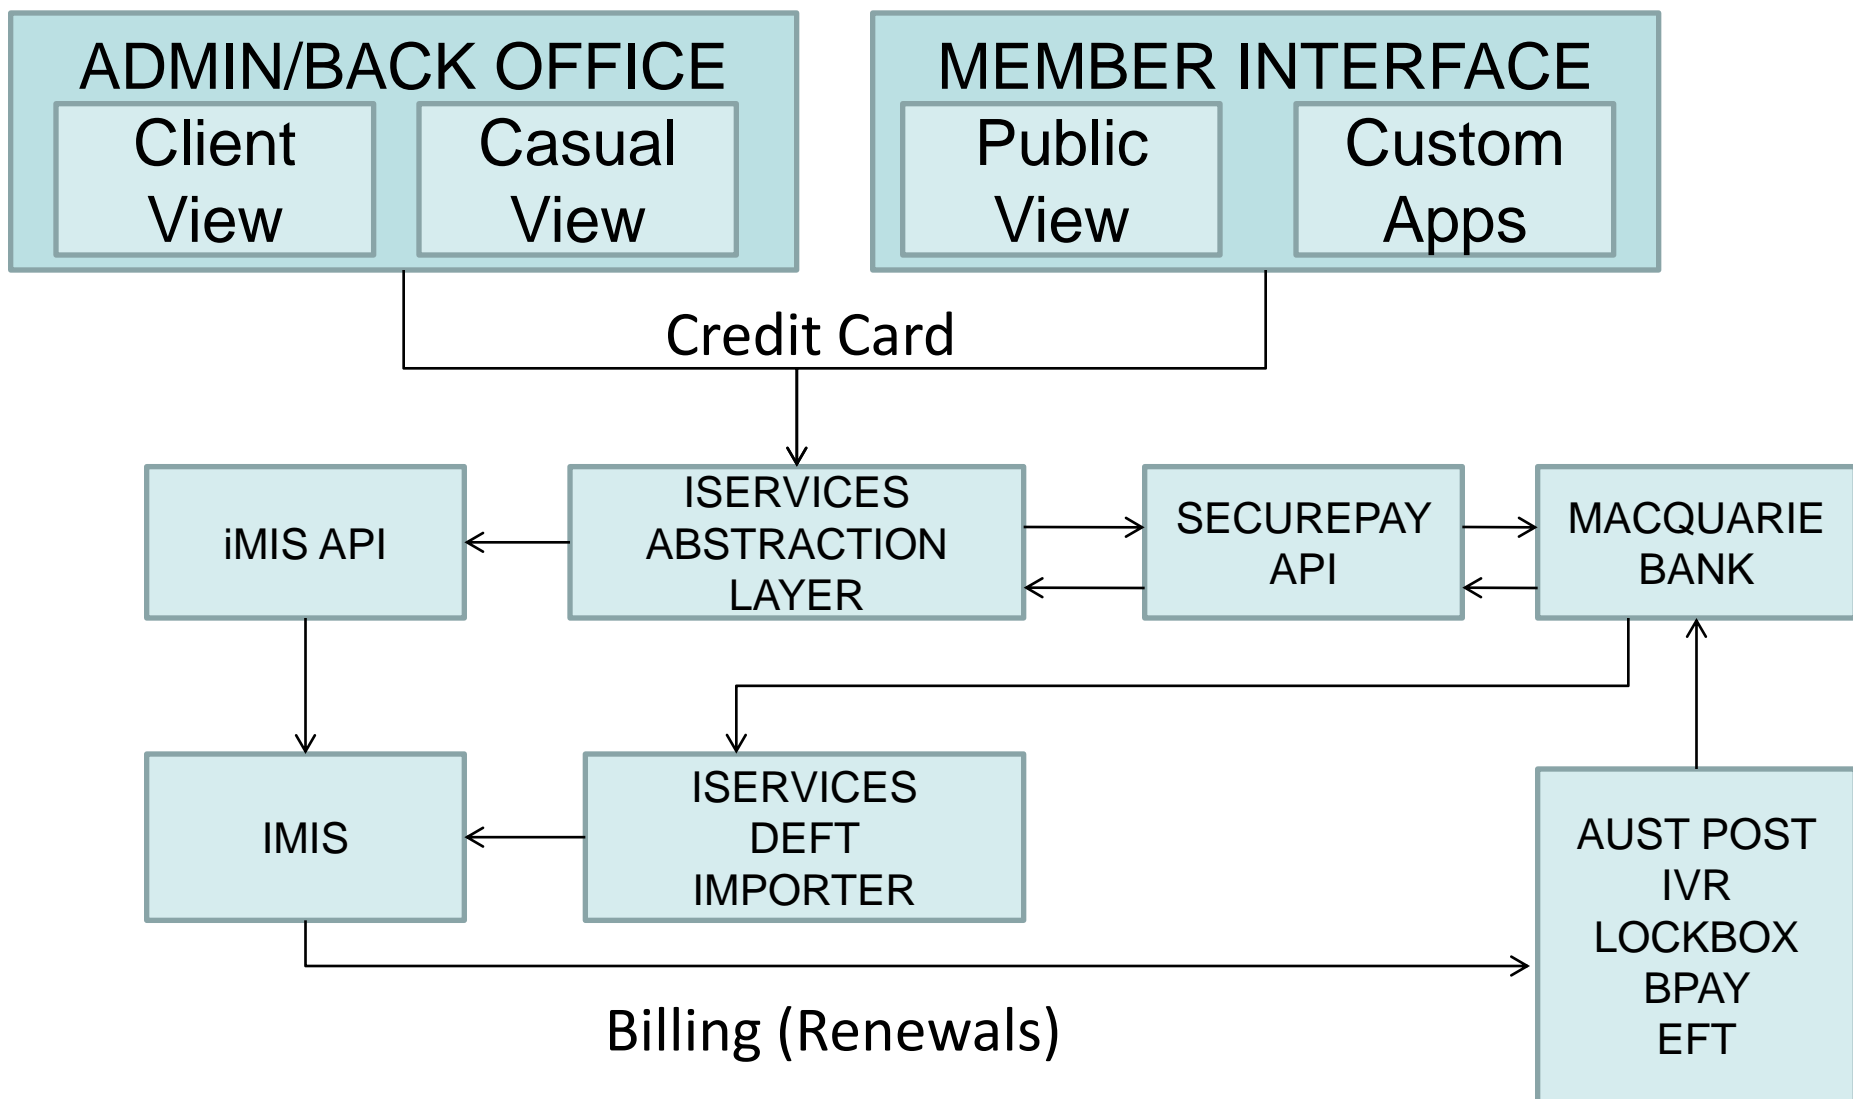 ADMIN/BACK OFFICE
Client
View
Casual
View
MEMBER INTERFACE
Public
View
Custom
Apps
Credit Card
iMIS API
ISERVICES
ABSTRACTION
LAYER
SECUREPAY
API
MACQUARIE
BANK
IMIS
ISERVICES
DEFT
IMPORTER
AUST POST
IVR
LOCKBOX
BPAY
EFT
Billing (Renewals)